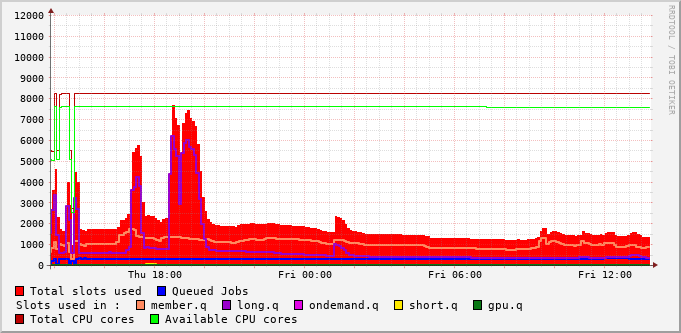 12000
11000
10000
9000
8000
7000
6000
5000
4000
3000
2000
1000
0
Thu 18:00 Fri 00:00 Fri 06:00 Fri 12:00
Total slots used Queued Jobs
Slots used in : member.q long.q ondemand.q short.q gpu.q
Total CPU cores Available CPU cores
RRDTOOL / TOBI OETIKER